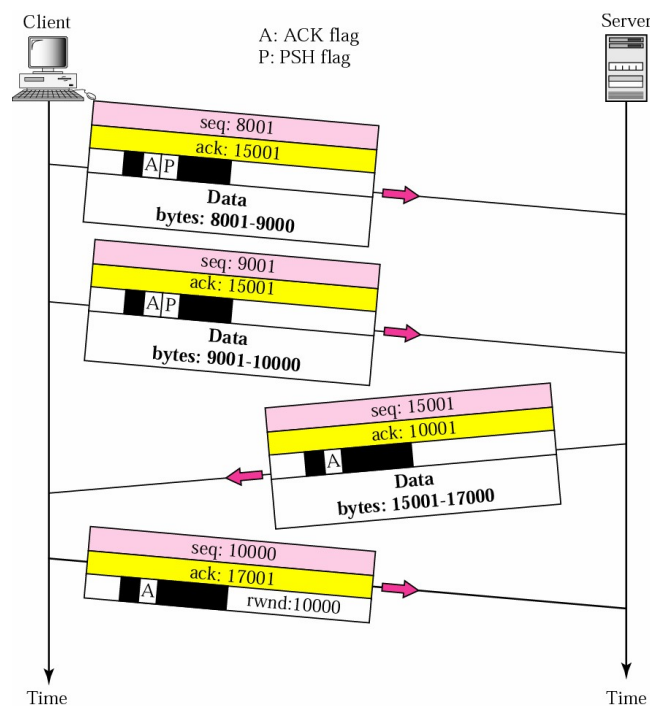 Client
Server
A: ACK flag
P: PSH flag
seq: 8001
ack: 15001
A P
Data
bytes: 8001-9000
seq: 9001
ack: 15001
A P
Data
bytes: 9001-10000
seq: 15001
ack: 10001
A
Data
bytes: 15001-17000
seq: 10000
ack: 17001
A rwnd:10000
Time
Time